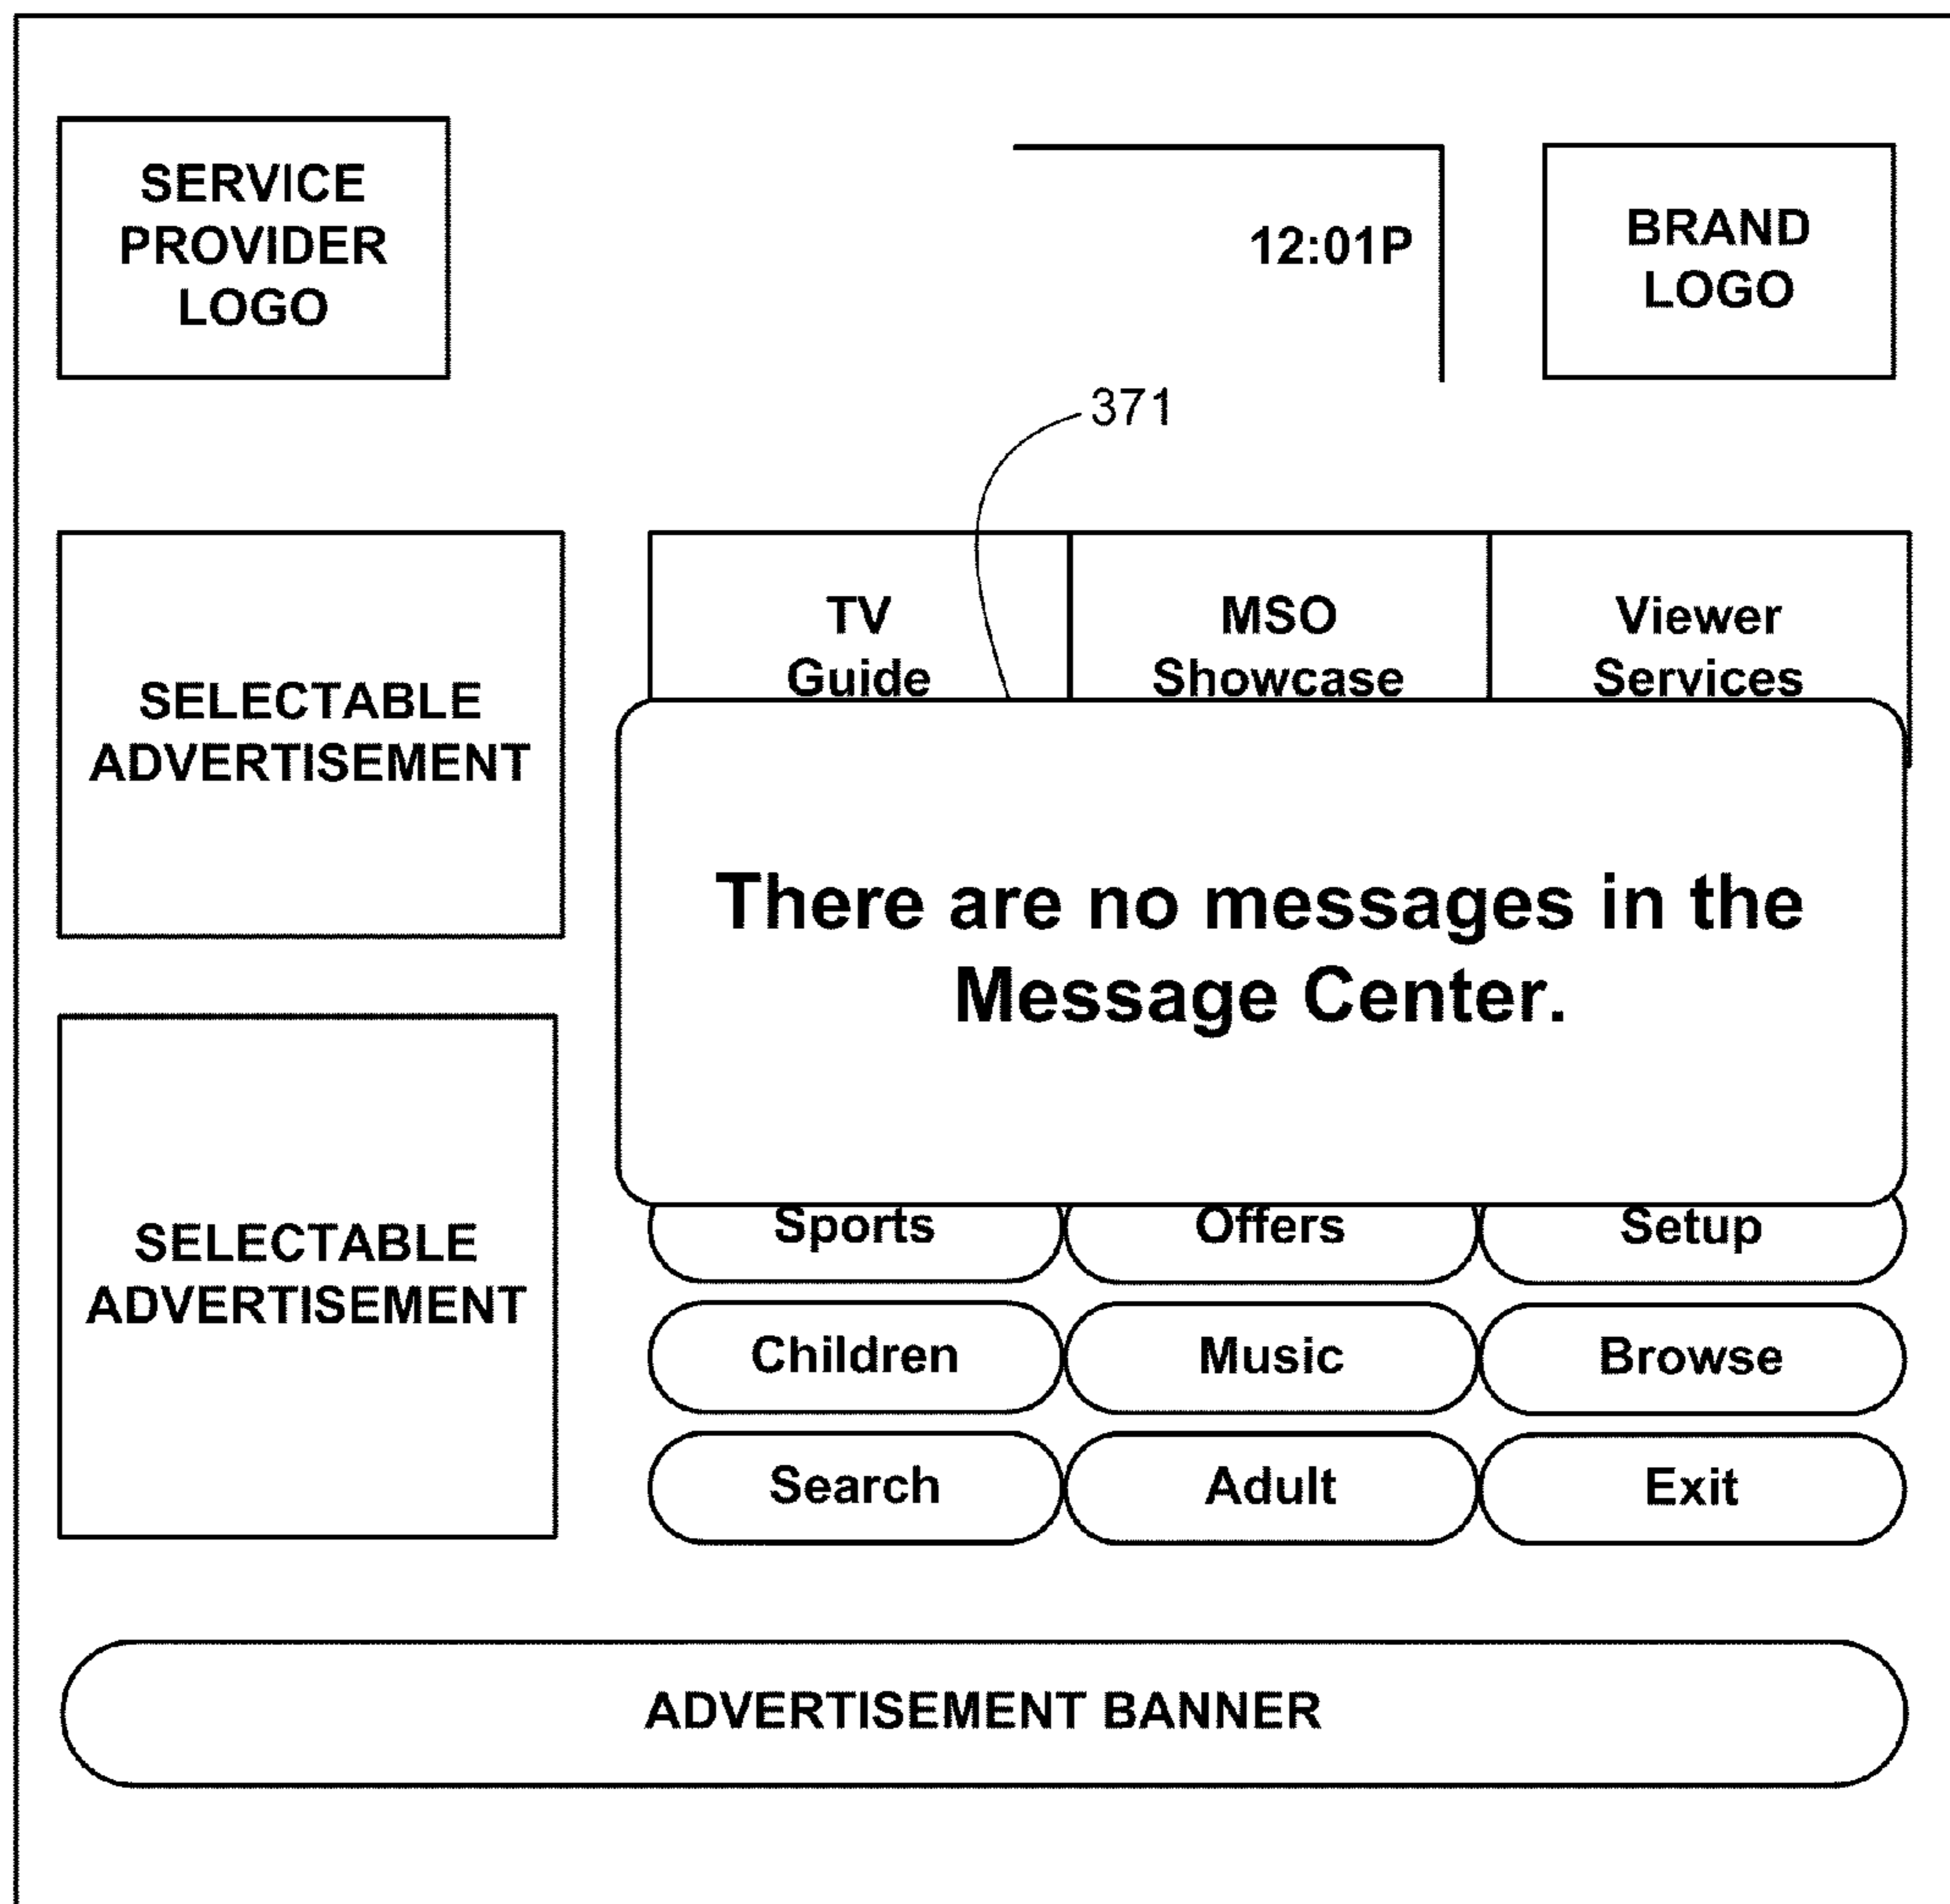 SERVICE
PROVIDER
LOGO
12:01P
BRAND
LOGO
371
SELECTABLE
ADVERTISEMENT
TV
Guide
MSO
Showcase
Viewer
Services
There are no messages in the
Message Center.
SELECTABLE
ADVERTISEMENT
Sports
Offers
Setup
Children
Music
Browse
Search
Adult
Exit
ADVERTISEMENT BANNER